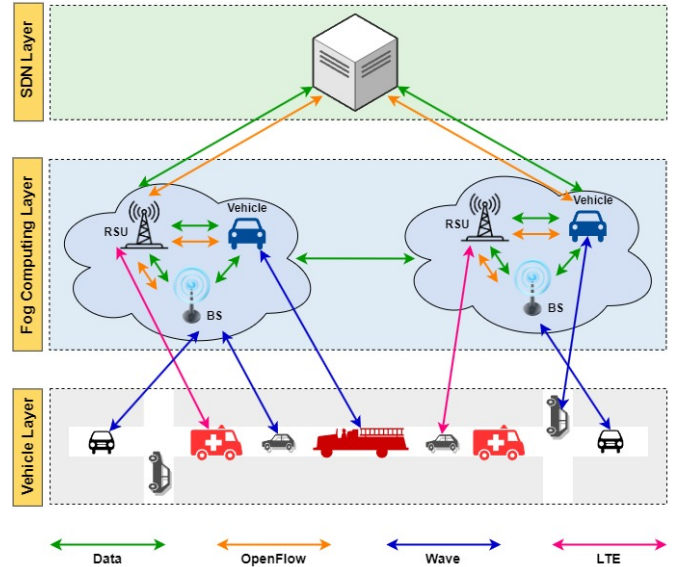 SDN Layer
Fog Computing Layer
RSU
Vehicle
BS
RSU
Vehicle
BS
Vehicle Layer
Data
OpenFlow
Wave
LTE